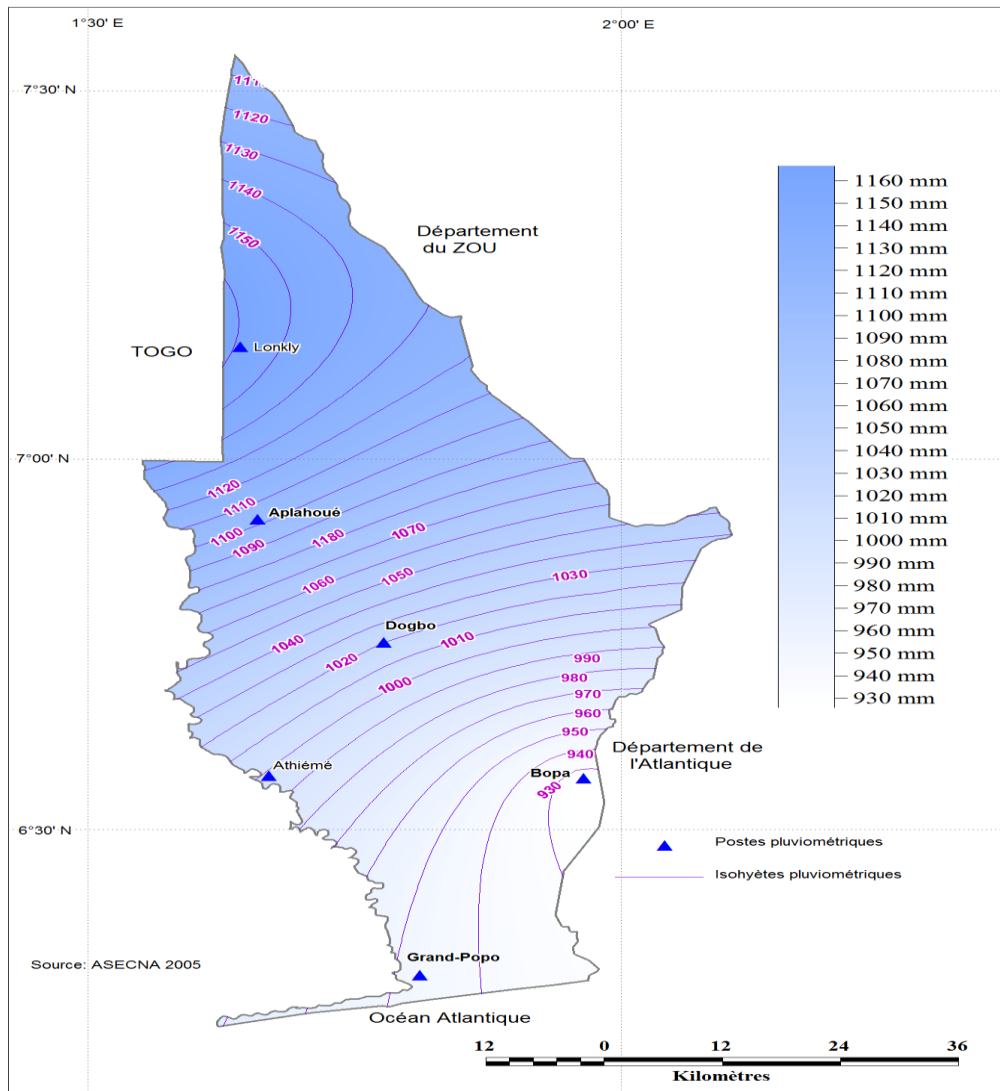 1°30' E
2°00' E
7°30' N
1110
1120
1130
1140
1150
Département
du ZOU
TOGO
Lonkly
7°00' N
1120
1110
Aplahoué
1100
1090
1180
1070
1060
1050
1030
Dogbo
1040
1020
1010
1000
990
980
970
960
950
940
930
Athiémé
Bopa
Département de
l'Atlantique
6°30' N
Grand-Popo
Source: ASECNA 2005
Océan Atlantique
1160 mm
1150 mm
1140 mm
1130 mm
1120 mm
1110 mm
1100 mm
1090 mm
1080 mm
1070 mm
1060 mm
1050 mm
1040 mm
1030 mm
1020 mm
1010 mm
1000 mm
990 mm
980 mm
970 mm
960 mm
950 mm
940 mm
930 mm
Postes pluviométriques
Isohyètes pluviométriques
12 0 12 24 36
Kilomètres